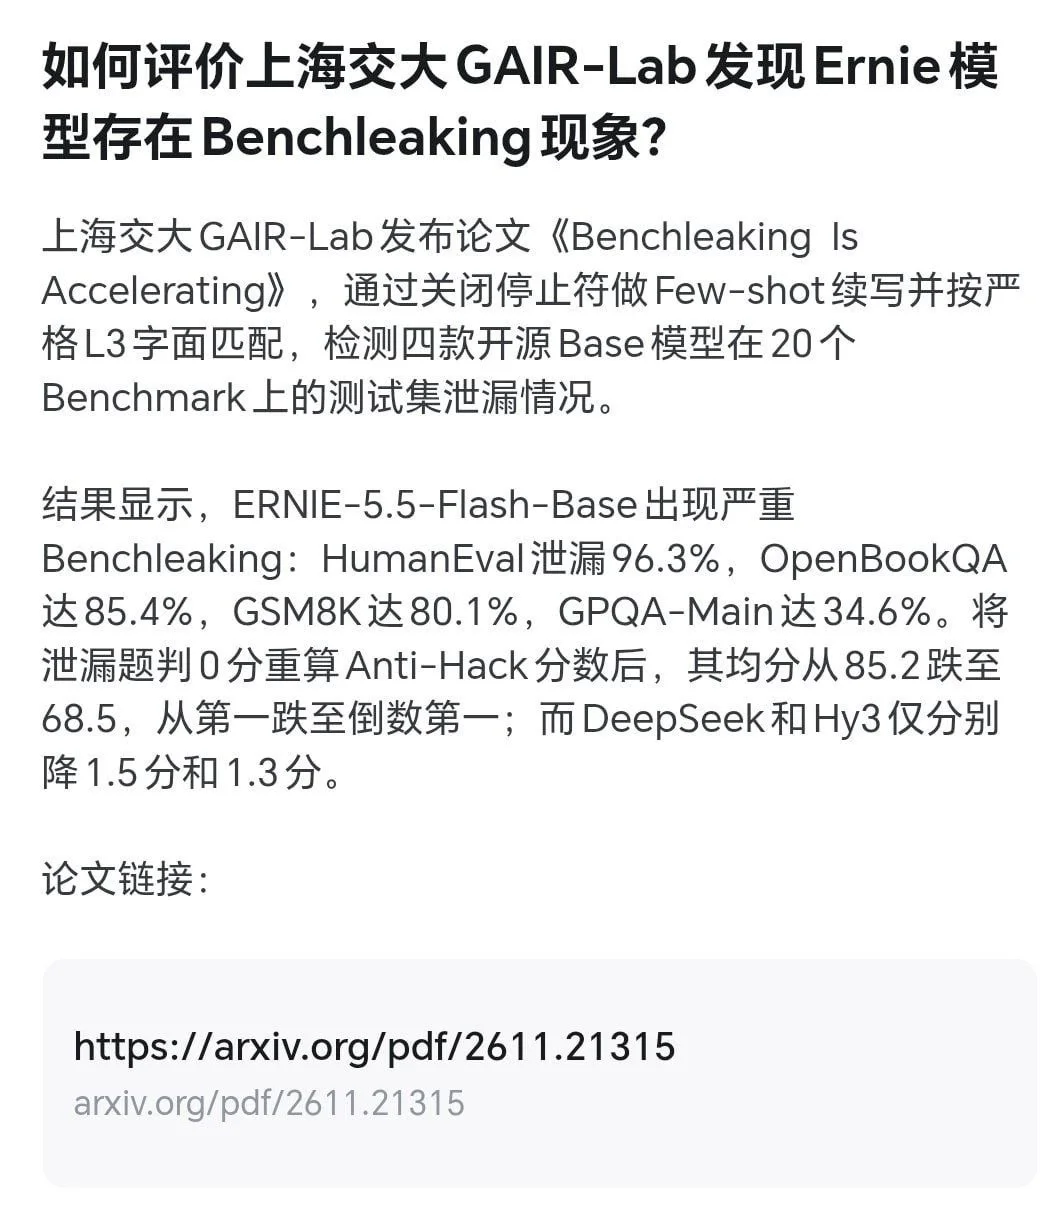 如何评价上海交大GAIR-Lab发现Ernie模
型存在Benchleaking现象?
上海交大GAIR-Lab发布论文《Benchleaking Is
Accelerating》，通过关闭停止符做Few-shot续写并按严
格L3字面匹配，检测四款开源Base模型在20个
Benchmark上的测试集泄漏情况。
结果显示，ERNIE-5.5-Flash-Base出现严重
Benchleaking：HumanEval泄漏96.3%，OpenBookQA
达85.4%，GSM8K达80.1%，GPQA-Main达34.6%。将
泄漏题判0分重算Anti-Hack分数后，其均分从85.2跌至
68.5，从第一跌至倒数第一；而DeepSeek和Hy3仅分别
降1.5分和1.3分。
论文链接：
https://arxiv.org/pdf/2611.21315
arxiv.org/pdf/2611.21315